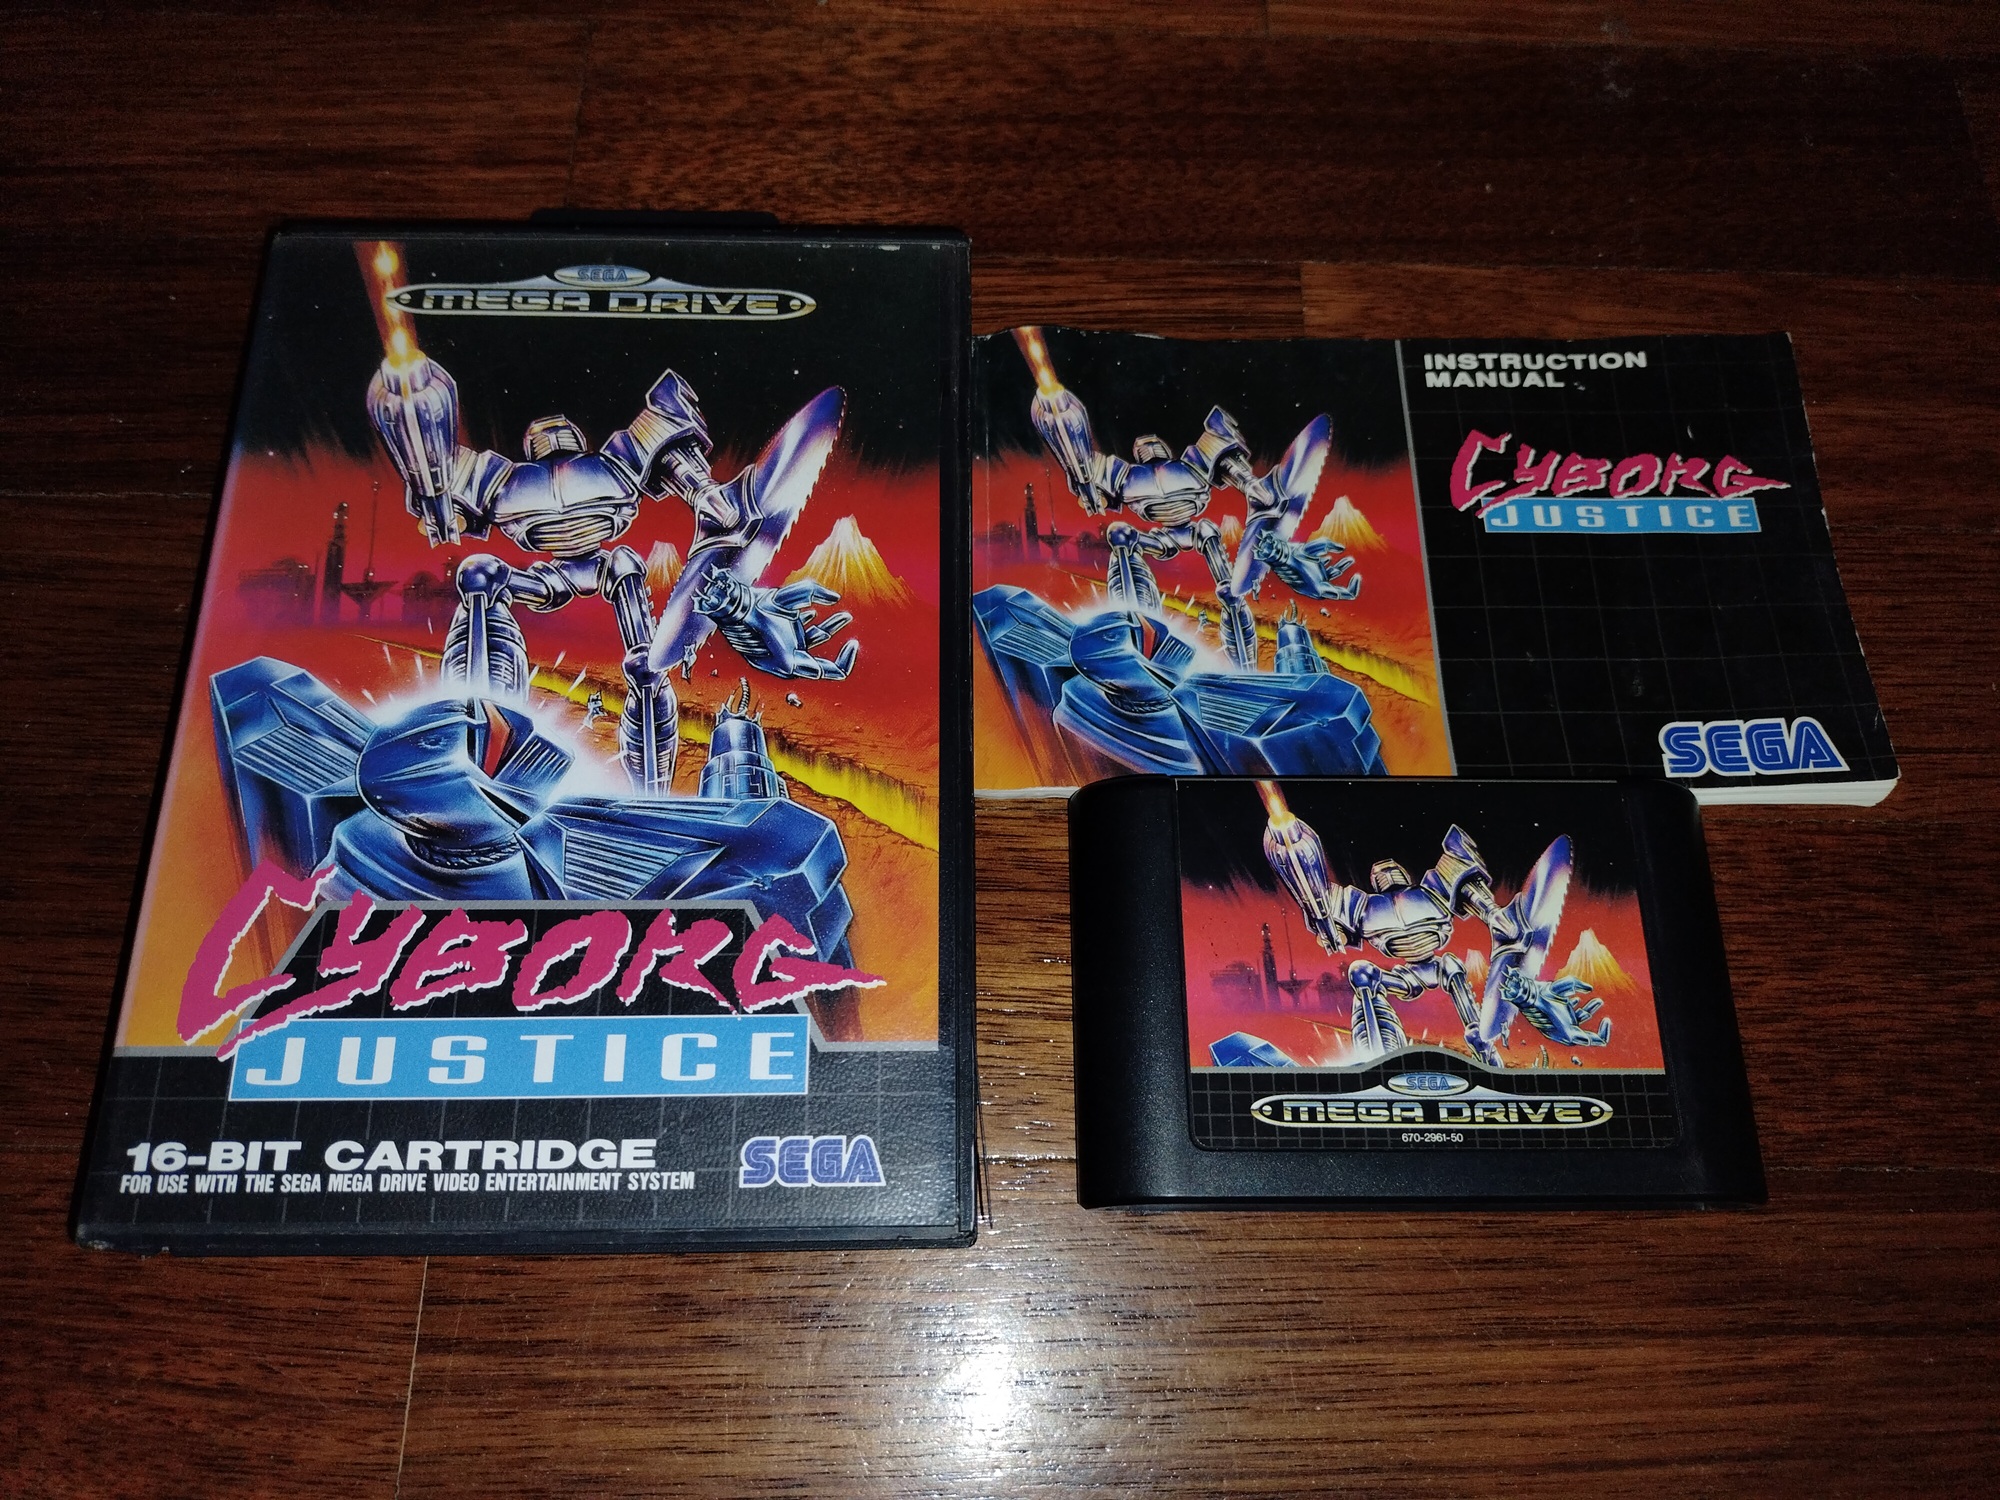 SEGA
MEGA DRIVE
CYBORG
JUSTICE
16-BIT CARTRIDGE
FOR USE WITH THE SEGA MEGA DRIVE VIDEO ENTERTAINMENT SYSTEM
SEGA
INSTRUCTION
MANUAL
CYBORG
JUSTICE
SEGA
SEGA
MEGA DRIVE
670-2961-50